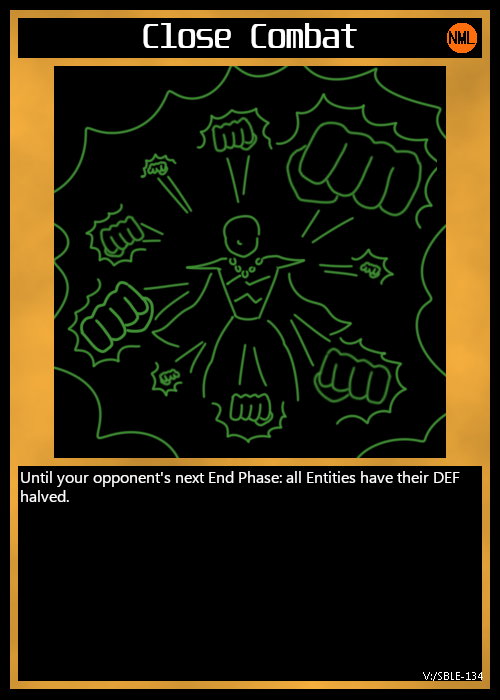 Close Combat
NML
Until your opponent's next End Phase: all Entities have their DEF
halved.
V:/SBLE-134